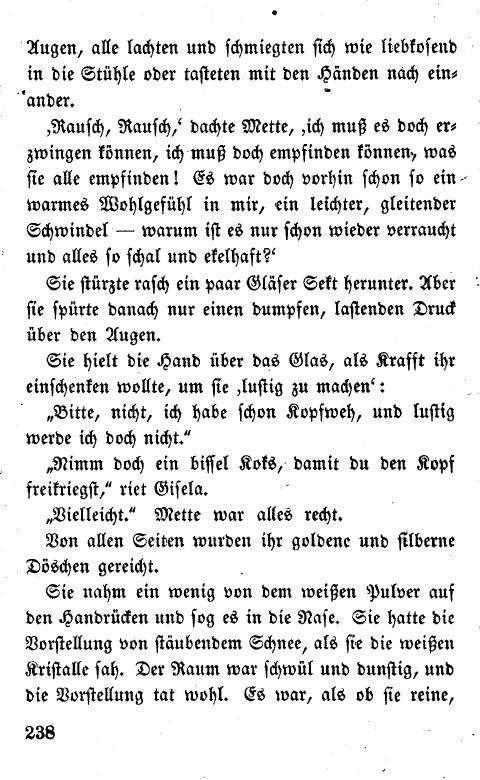 Augen, alle lachten und schmiegten sich wie liebkosend
in die Stühle oder tasteten mit den Händen nach ein-
ander.
‚Rausch, Rausch,‘ dachte Mette, ‚ich muß es doch er-
zwingen können, ich muß doch empfinden können, was
sie alle empfinden! Es war doch vorhin schon so ein
warmes Wohlgefühl in mir, ein leichter, gleitender
Schwindel — warum ist es nur schon wieder verraucht
und alles so schal und ekelhaft?‘
Sie stürzte rasch ein paar Gläser Sekt herunter. Aber
sie spürte danach nur einen dumpfen, lastenden Druck
über den Augen.
Sie hielt die Hand über das Glas, als Krafft ihr
einschenken wollte, um sie ‚lustig zu machen‘:
„Bitte, nicht, ich habe schon Kopfweh, und lustig
werde ich doch nicht.“
„Nimm doch ein bissel Koks, damit du den Kopf
freikriegst,“ riet Gisela.
„Vielleicht.“ Mette war alles recht.
Von allen Seiten wurden ihr goldene und silberne
Döschen gereicht.
Sie nahm ein wenig von dem weißen Pulver auf
den Handrücken und sog es in die Nase. Sie hatte die
Vorstellung von stäubendem Schnee, als sie die weißen
Kristalle sah. Der Raum war schwül und dunstig, und
die Vorstellung tat wohl. Es war, als ob sie reine,
238